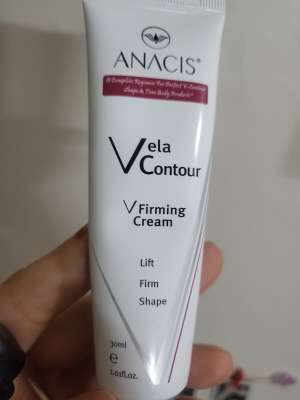 ANACIS®
A Complete Regimen For Perfect V-Contour
Shape & Tone Body Products"
Vela
Contour
V Firming
Cream
Lift
Firm
Shape
30ml
e
1.01fl.oz.